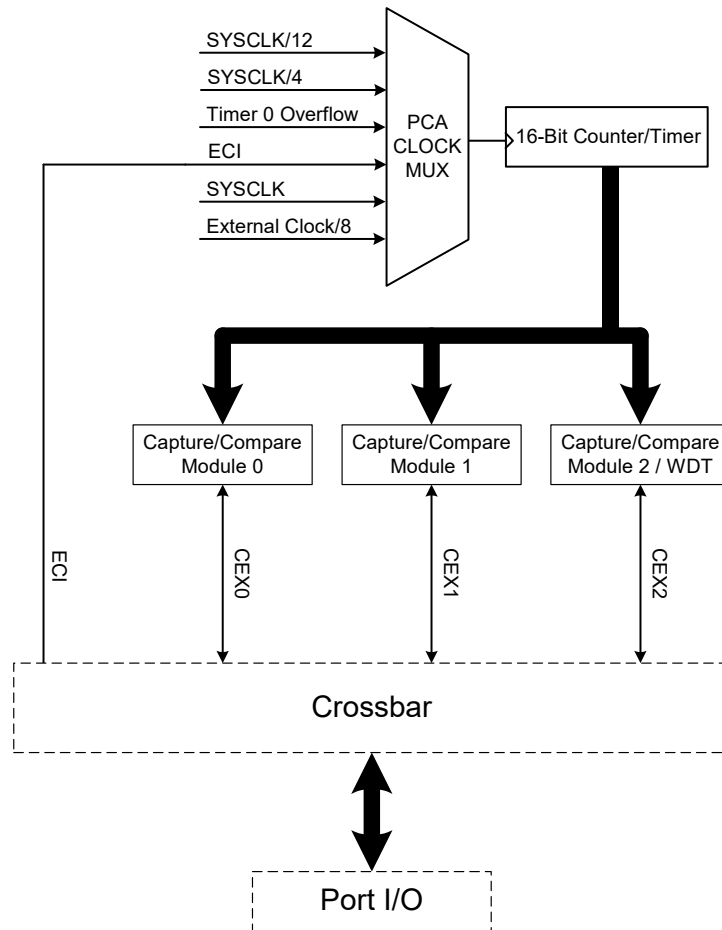 SYSCLK/12
SYSCLK/4
Timer 0 Overflow
ECI
SYSCLK
External Clock/8
PCA
CLOCK
MUX
16-Bit Counter/Timer
Capture/Compare
Module 0
Capture/Compare
Module 1
Capture/Compare
Module 2 / WDT
ECI
CEX0
CEX1
CEX2
Crossbar
Port I/O